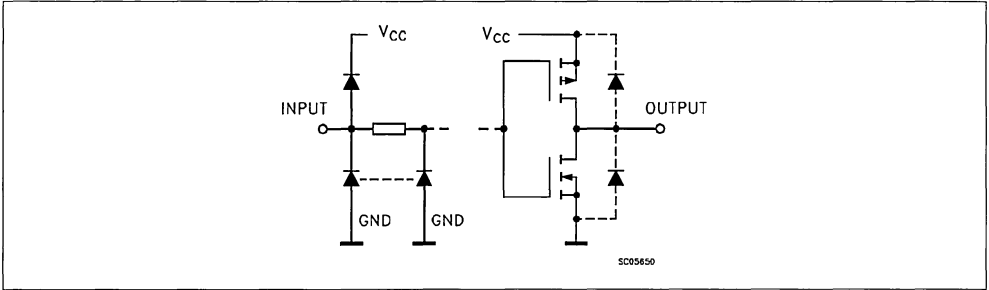 VCC
VCC
INPUT
OUTPUT
GND
GND
SC05650